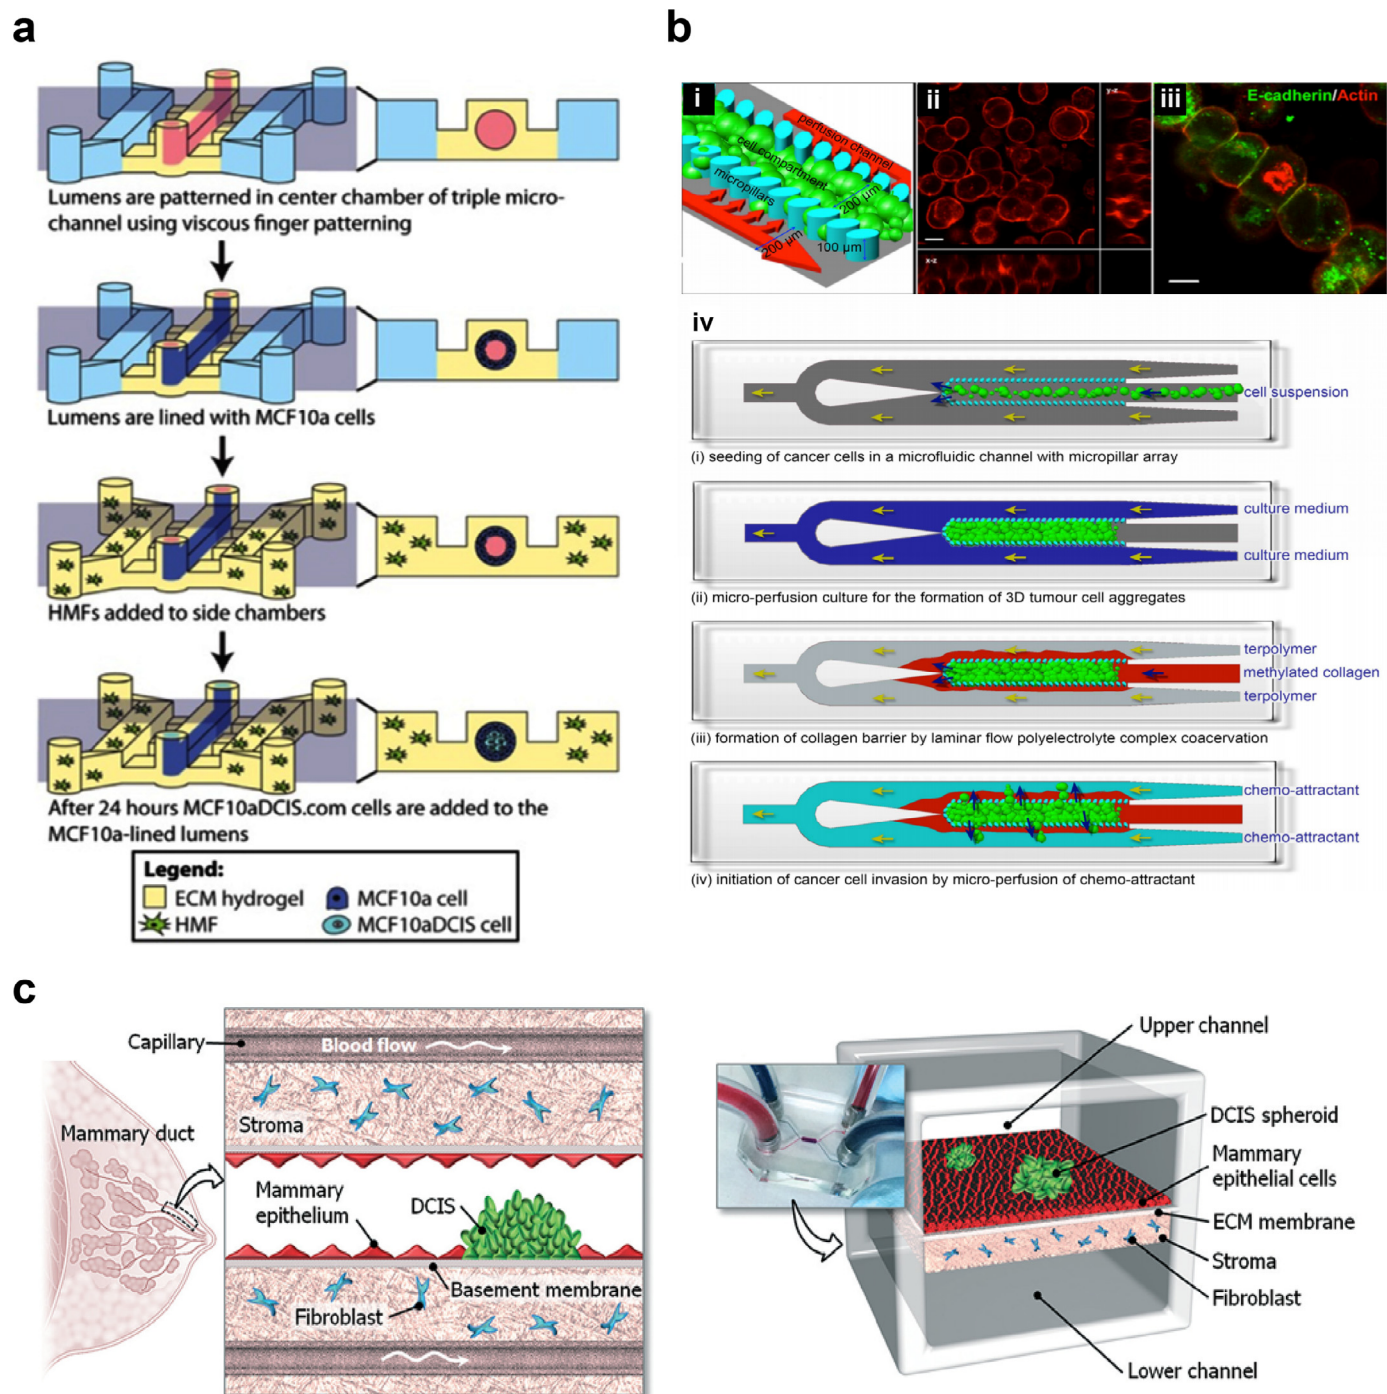 a
Lumens are patterned in center chamber of triple micro-
channel using viscous finger patterning
Lumens are lined with MCF10a cells
HMFs added to side chambers
After 24 hours MCF10aDCIS.com cells are added to the
MCF10a-lined lumens
Legend:
ECM hydrogel
MCF10a cell
HMF
MCF10aDCIS cell
b
i
perfusion channel
cell compartment
micropillars
200 µm
200 µm
100 µm
ii
y-z
x-z
iii
E-cadherin/Actin
iv
cell suspension
(i) seeding of cancer cells in a microfluidic channel with micropillar array
culture medium
culture medium
(ii) micro-perfusion culture for the formation of 3D tumour cell aggregates
terpolymer
methylated collagen
terpolymer
(iii) formation of collagen barrier by laminar flow polyelectrolyte complex coacervation
chemo-attractant
chemo-attractant
(iv) initiation of cancer cell invasion by micro-perfusion of chemo-attractant
c
Mammary duct
Capillary
Blood flow
Stroma
Mammary
epithelium
DCIS
Basement membrane
Fibroblast
Upper channel
DCIS spheroid
Mammary
epithelial cells
ECM membrane
Stroma
Fibroblast
Lower channel